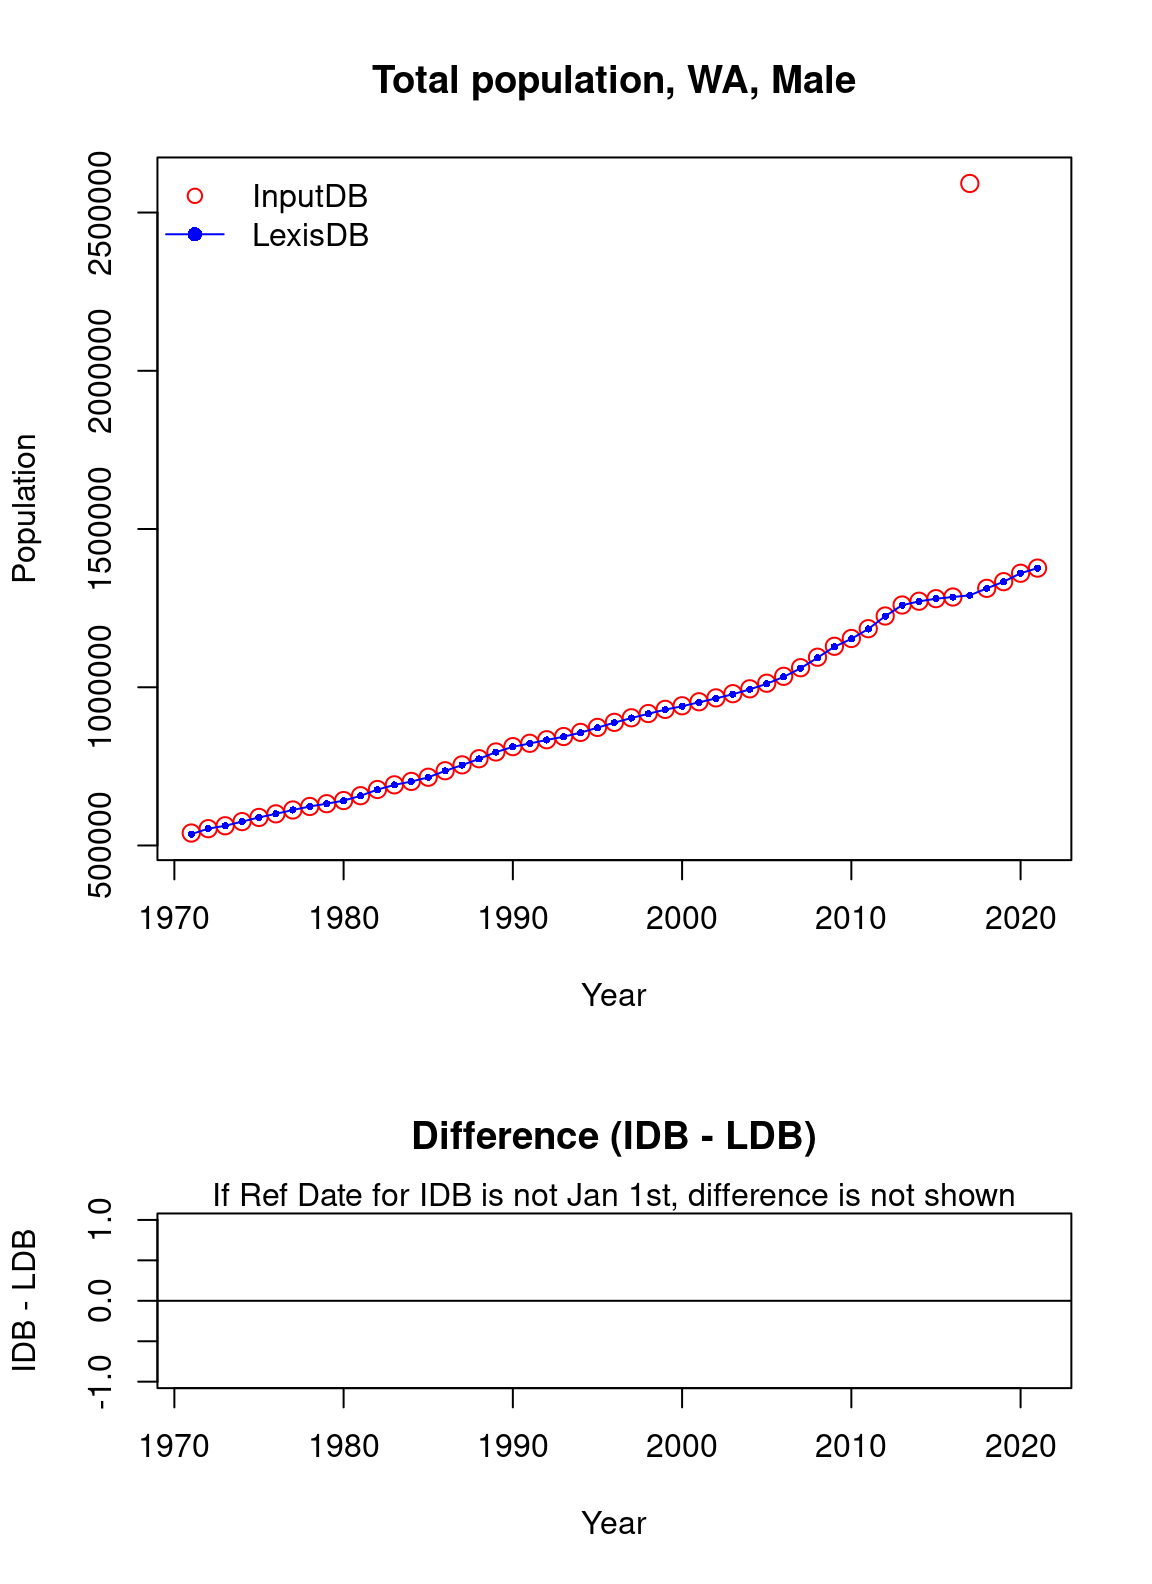 Total population, WA, Male
InputDB
LexisDB
Population
500000 1000000 1500000 2000000 2500000
1970 1980 1990 2000 2010 2020
Year
Difference (IDB - LDB)
If Ref Date for IDB is not Jan 1st, difference is not shown
IDB - LDB
-1.0 0.0 1.0
1970 1980 1990 2000 2010 2020
Year